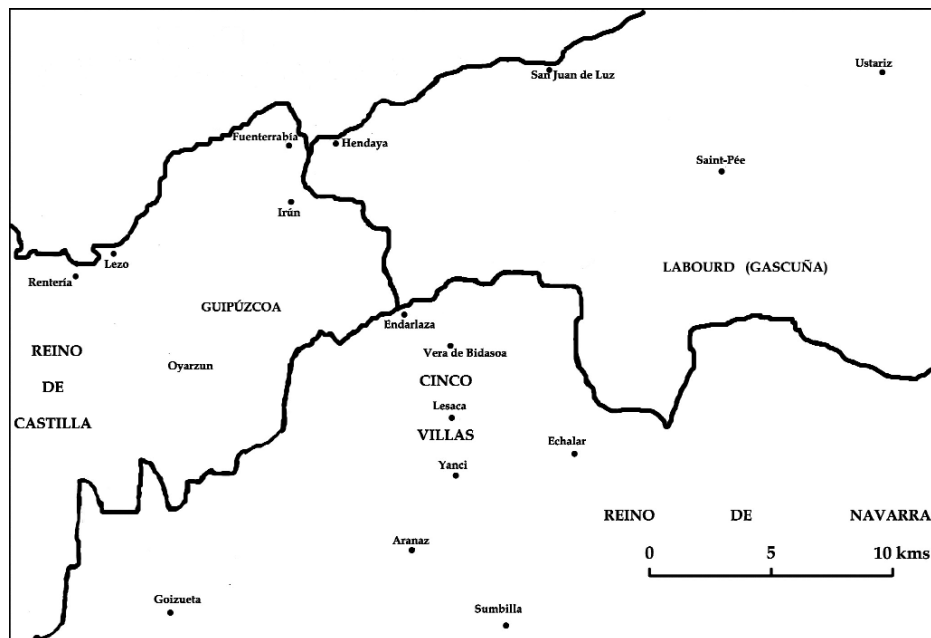 Ustariz
San Juan de Luz
Fuenterrabía
Hendaya
Saint-Pée
Irún
Lezo
Rentería
LABOURD (GASCUÑA)
GUIPÚZCOA
Endarlaza
REINO
DE
CASTILLA
Vera de Bidasoa
Oyarzun
CINCO
VILLAS
Lesaca
Echalar
Yanci
REINO DE NAVARRA
Aranaz
0 5 10 kms
Goizueta
Sumbilla